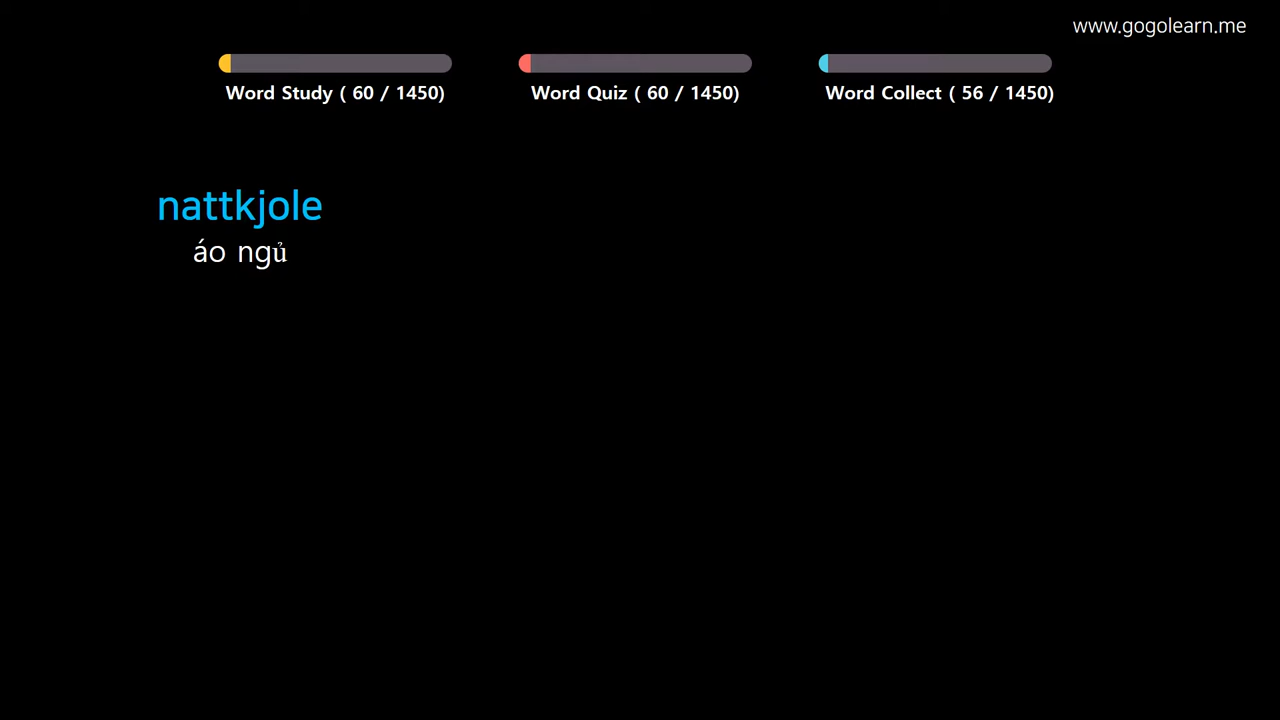 www.gogolearn.me
Word Study ( 60 / 1450)
Word Quiz ( 60 / 1450)
Word Collect ( 56 / 1450)
nattkjole
áo ngủ